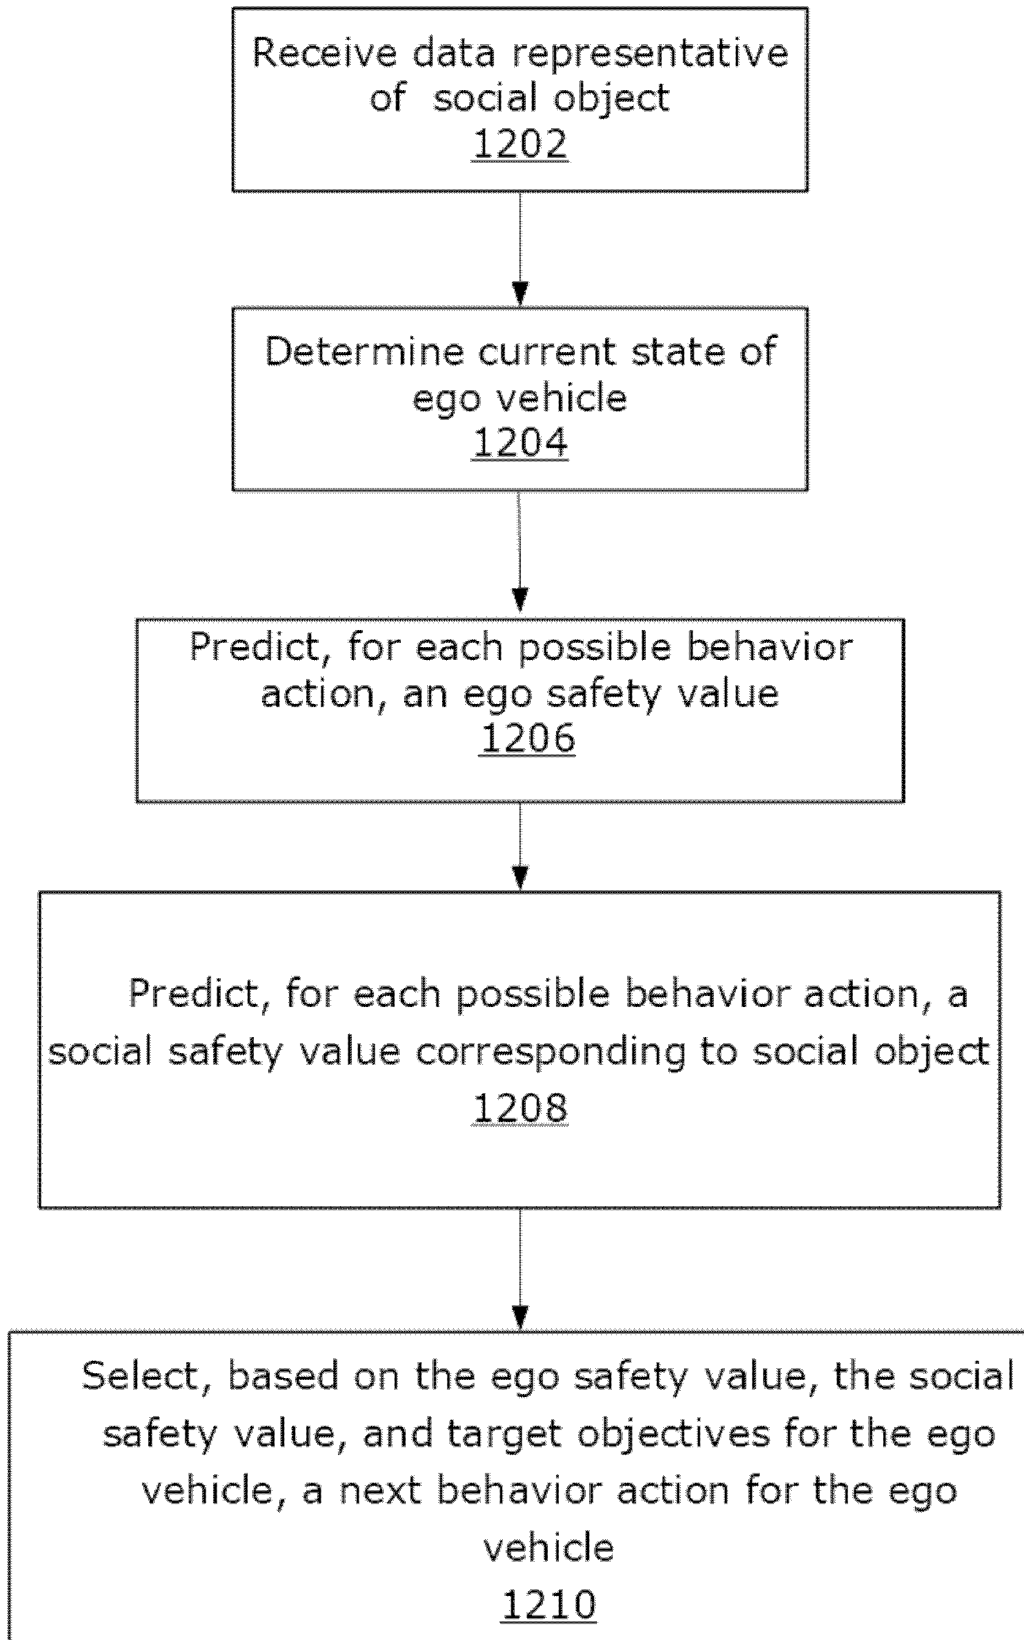 Receive data representative
of social object
1202
Determine current state of
ego vehicle
1204
Predict, for each possible behavior
action, an ego safety value
1206
Predict, for each possible behavior action, a
social safety value corresponding to social object
1208
Select, based on the ego safety value, the social
safety value, and target objectives for the ego
vehicle, a next behavior action for the ego
vehicle
1210